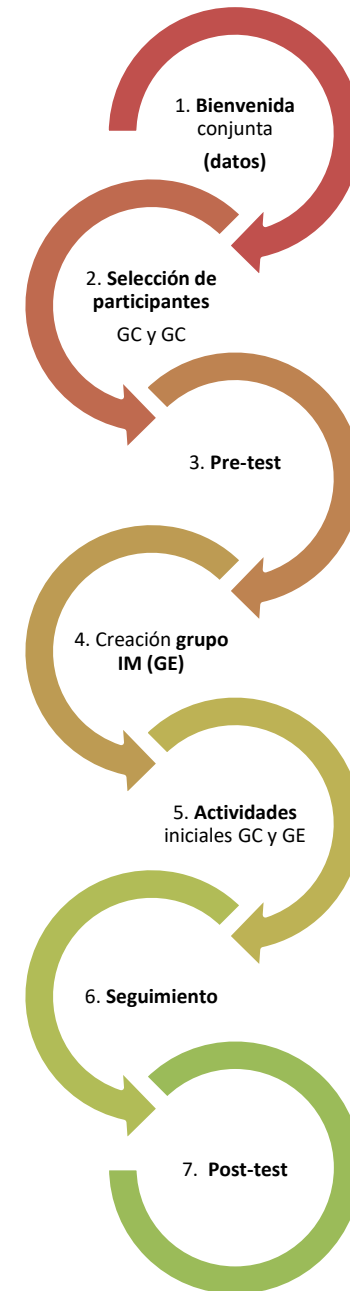 1. Bienvenida
conjunta
(datos)
2. Selección de
participantes
GC y GC
3. Pre-test
4. Creación grupo
IM (GE)
5. Actividades
iniciales GC y GE
6. Seguimiento
7. Post-test